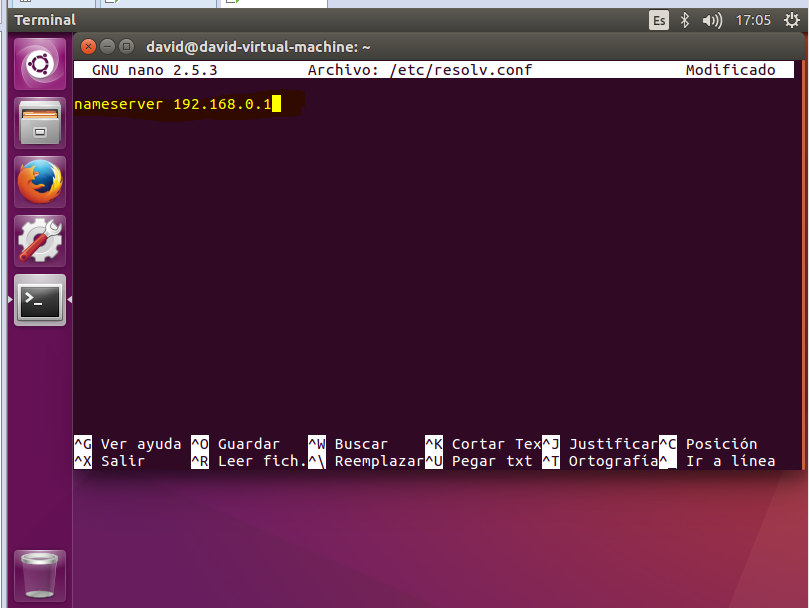 Terminal
Es
17:05
david@david-virtual-machine: ~
GNU nano 2.5.3 Archivo: /etc/resolv.conf Modificado
nameserver 192.168.0.1
^G Ver ayuda ^O Guardar ^W Buscar ^K Cortar Tex^J Justificar^C Posición
^X Salir ^R Leer fich.^\ Reemplazar^U Pegar txt ^T Ortografía^_ Ir a línea